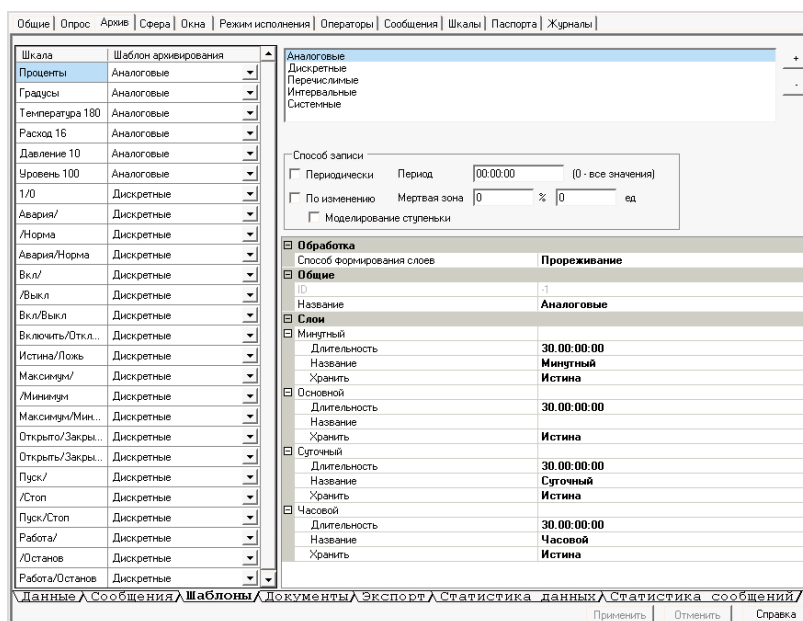 Общие | Опрос | Архив | Сфера | Окна | Режим исполнения | Операторы | Сообщения | Шкалы | Паспорта | Журналы
Шкала Шаблон архивирования
Проценты Аналоговые
Градусы Аналоговые
Температура 180 Аналоговые
Расход 16 Аналоговые
Давление 10 Аналоговые
Уровень 100 Аналоговые
1/0 Дискретные
Авария/ Дискретные
/Норма Дискретные
Авария/Норма Дискретные
Вкл/ Дискретные
/Выкл Дискретные
Вкл/Выкл Дискретные
Включить/Откл... Дискретные
Истина/Ложь Дискретные
Максимум/ Дискретные
/Минимум Дискретные
Максимум/Мин... Дискретные
Открыто/Закры... Дискретные
Открыть/Закры... Дискретные
Пуск/ Дискретные
/Стоп Дискретные
Пуск/Стоп Дискретные
Работа/ Дискретные
/Останов Дискретные
Работа/Останов Дискретные
Аналоговые
Дискретные
Перечислимые
Интервальные
Системные
+
-
Способ записи
Периодически Период 00:00:00 (0 - все значения)
По изменению Мертвая зона 0 % 0 ед
Моделирование ступеньки
Обработка
Способ формирования слоев Прореживание
Общие
ID -1
Название Аналоговые
Слои
Минутный
Длительность 30.00:00:00
Название Минутный
Хранить Истина
Основной
Длительность 30.00:00:00
Название
Хранить Истина
Суточный
Длительность 30.00:00:00
Название Суточный
Хранить Истина
Часовой
Длительность 30.00:00:00
Название Часовой
Хранить Истина
Данные Сообщения Шаблоны Документы Экспорт Статистика данных Статистика сообщений
Применить Отменить Справка